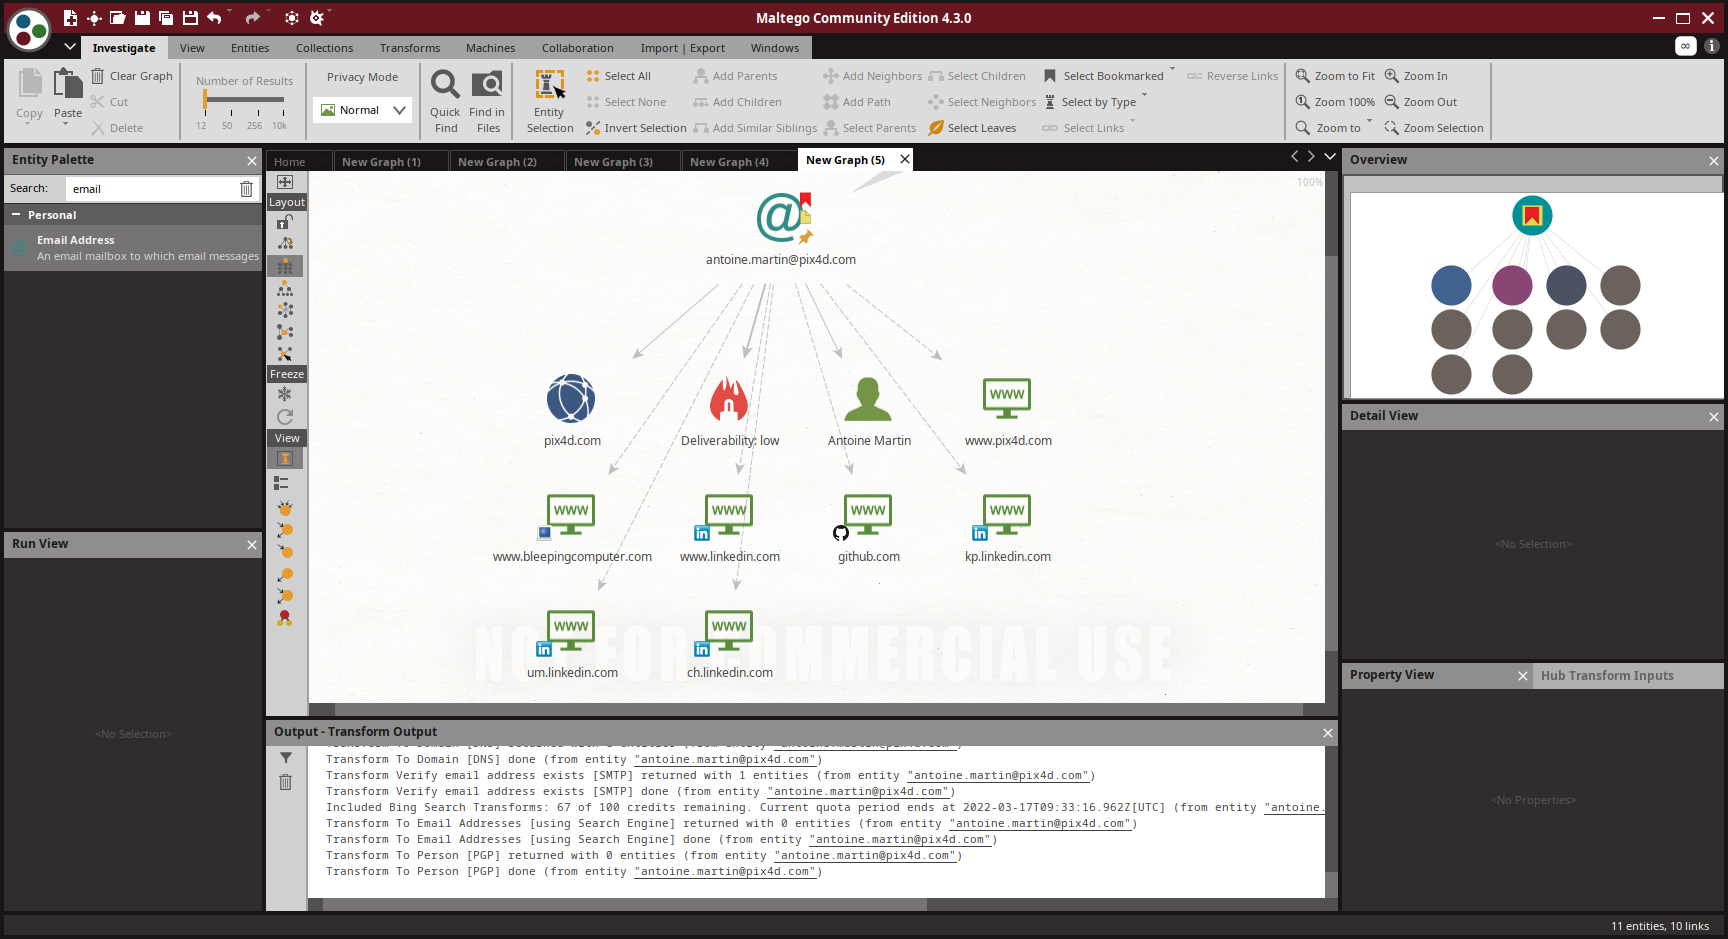 Maltego Community Edition 4.3.0
Investigate View Entities Collections Transforms Machines Collaboration Import | Export Windows
Copy
Paste
Clear Graph
Cut
Delete
Number of Results
12 50 256 10k
Privacy Mode
Normal
Quick Find
Find in Files
Entity Selection
Select All
Select None
Invert Selection
Add Parents
Add Children
Add Similar Siblings
Add Neighbors
Add Path
Select Parents
Select Children
Select Neighbors
Select Leaves
Select Bookmarked
Select by Type
Select Links
Reverse Links
Zoom to Fit
Zoom 100%
Zoom to
Zoom In
Zoom Out
Zoom Selection
Entity Palette
Search: email
Personal
Email Address
An email mailbox to which email messages
Run View
<No Selection>
Home New Graph (1) New Graph (2) New Graph (3) New Graph (4) New Graph (5)
Layout
Freeze
View
100%
antoine.martin@pix4d.com
pix4d.com
Deliverability: low
Antoine Martin
WWW
www.pix4d.com
WWW
www.bleepingcomputer.com
WWW
in
www.linkedin.com
WWW
github.com
WWW
in
kp.linkedin.com
WWW
in
um.linkedin.com
WWW
in
ch.linkedin.com
NOT FOR COMMERCIAL USE
Output - Transform Output
Transform To Domain [DNS] done (from entity "antoine.martin@pix4d.com")
Transform Verify email address exists [SMTP] returned with 1 entities (from entity "antoine.martin@pix4d.com")
Transform Verify email address exists [SMTP] done (from entity "antoine.martin@pix4d.com")
Included Bing Search Transforms: 67 of 100 credits remaining. Current quota period ends at 2022-03-17T09:33:16.962Z[UTC] (from entity "antoine.
Transform To Email Addresses [using Search Engine] returned with 0 entities (from entity "antoine.martin@pix4d.com")
Transform To Email Addresses [using Search Engine] done (from entity "antoine.martin@pix4d.com")
Transform To Person [PGP] returned with 0 entities (from entity "antoine.martin@pix4d.com")
Transform To Person [PGP] done (from entity "antoine.martin@pix4d.com")
Overview
Detail View
<No Selection>
Property View
Hub Transform Inputs
<No Properties>
11 entities, 10 links